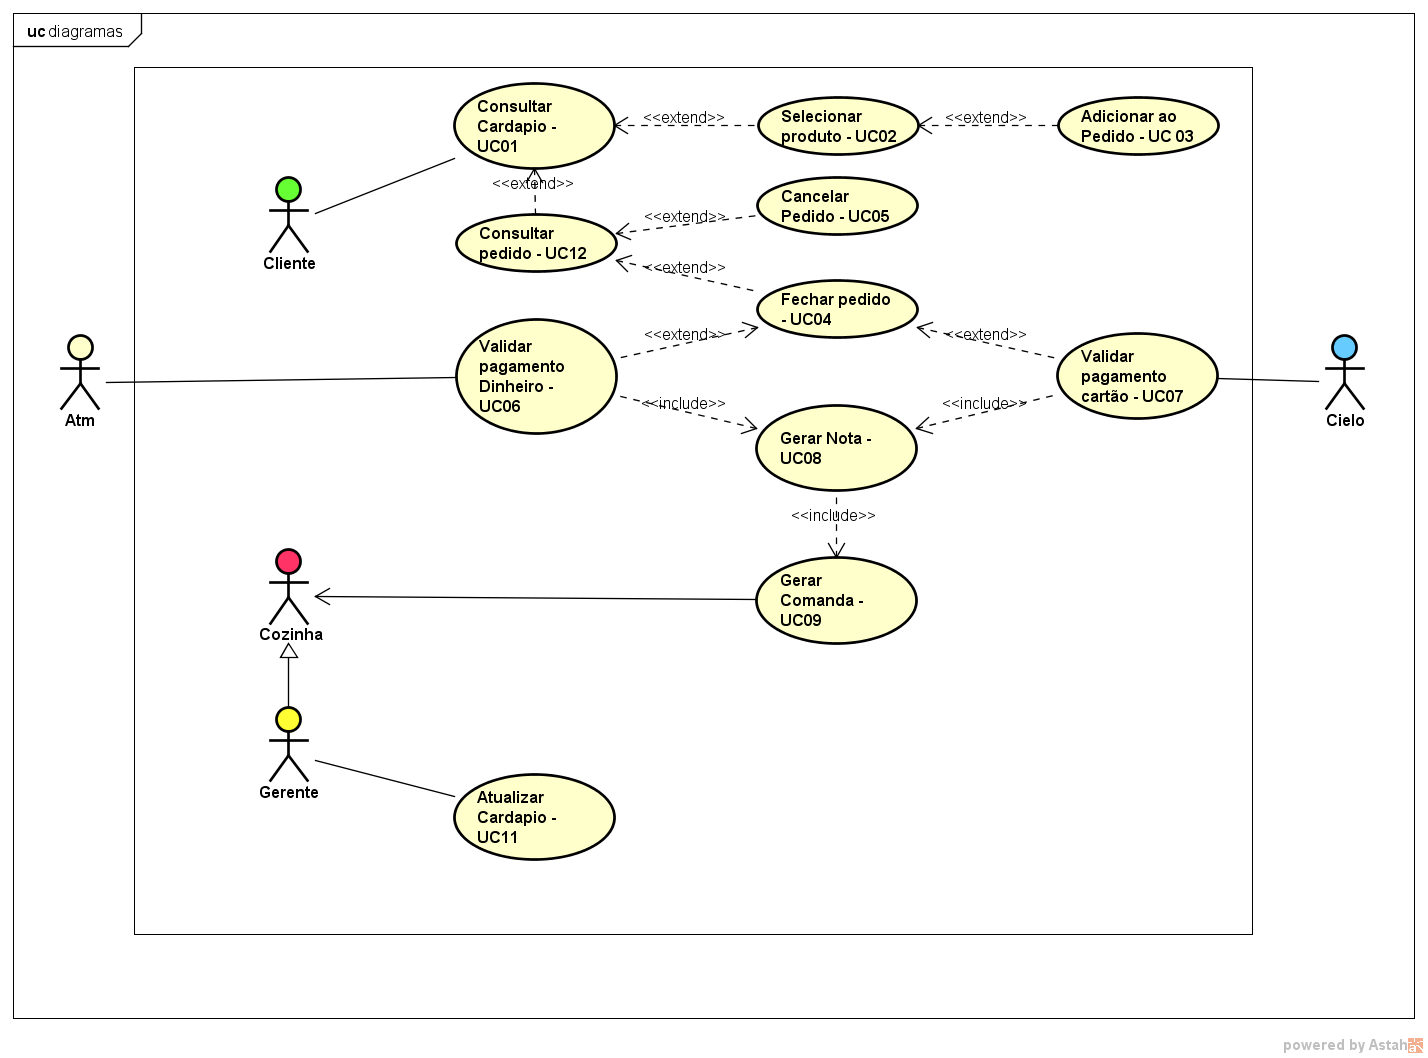 uc diagramas
Consultar
Cardapio -
UC01
<<extend>>
Selecionar
produto - UC02
<<extend>>
Adicionar ao
Pedido - UC 03
<<extend>>
Cliente
Consultar
pedido - UC12
<<extend>>
Cancelar
Pedido - UC05
<<extend>>
Fechar pedido
- UC04
Atm
Validar
pagamento
Dinheiro -
UC06
<<extend>>
<<extend>>
Validar
pagamento
cartão - UC07
Cielo
<<include>>
<<include>>
Gerar Nota -
UC08
<<include>>
Gerar
Comanda -
UC09
Cozinha
Gerente
Atualizar
Cardapio -
UC11
powered by Astah